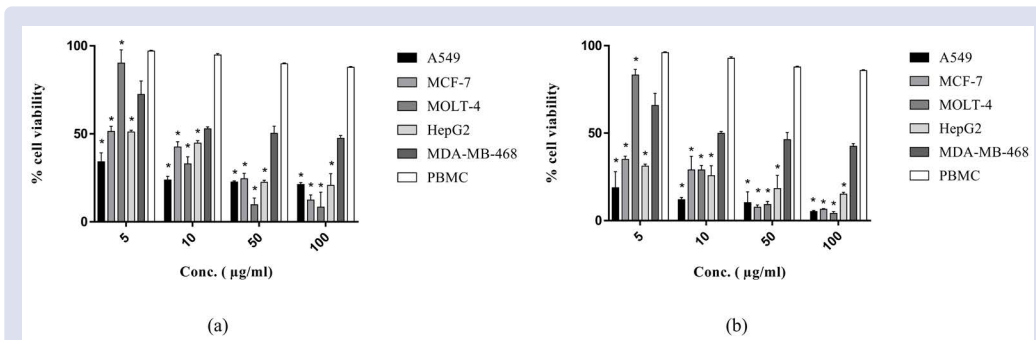 100
50
0
% cell viability
* * * *
* * * *
* * * *
* * * *
5 10 50 100
Conc. ( µg/ml)
A549
MCF-7
MOLT-4
HepG2
MDA-MB-468
PBMC
(a)
100
50
0
% cell viability
* * * *
* * * *
* * * *
* * * *
5 10 50 100
Conc. ( µg/ml)
A549
MCF-7
MOLT-4
HepG2
MDA-MB-468
PBMC
(b)